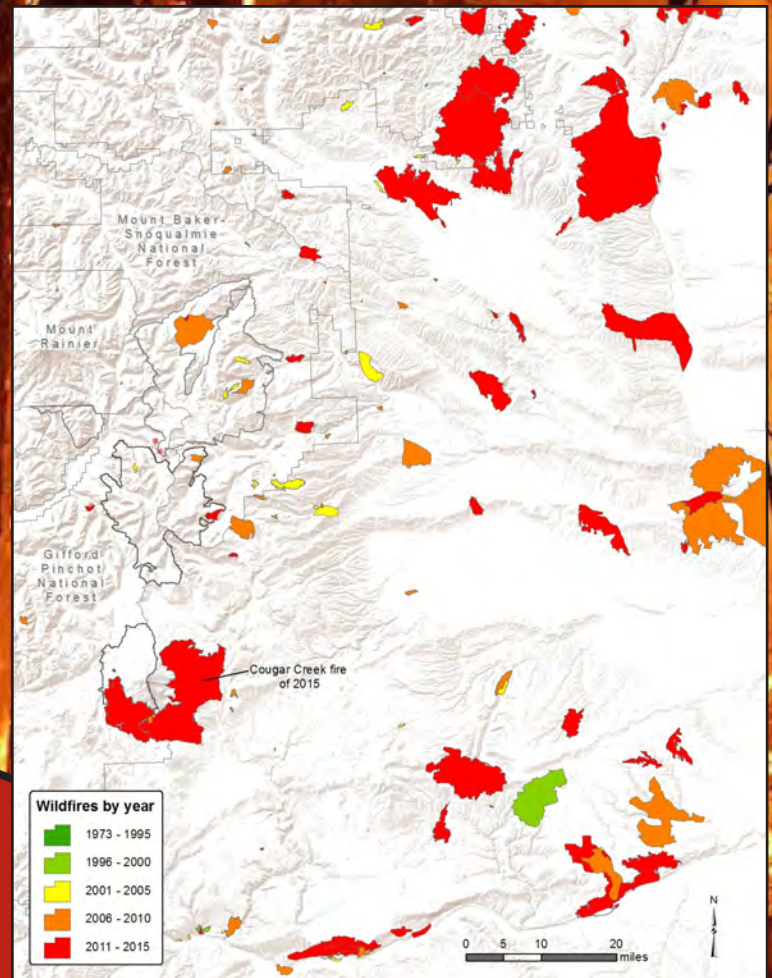 Mount Baker-
Snoqualmie
National
Forest
Mount
Rainier
Gifford
Pinchot
National
Forest
Cougar Creek fire
of 2015
Wildfires by year
1973 - 1995
1996 - 2000
2001 - 2005
2006 - 2010
2011 - 2015
N
0 5 10 20
miles